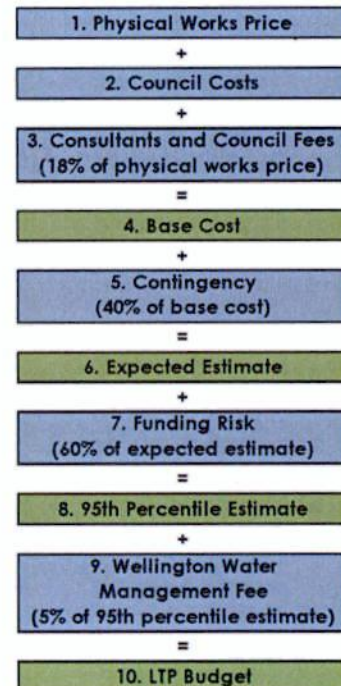 1. Physical Works Price
+
2. Council Costs
+
3. Consultants and Council Fees
(18% of physical works price)
=
4. Base Cost
+
5. Contingency
(40% of base cost)
=
6. Expected Estimate
+
7. Funding Risk
(60% of expected estimate)
=
8. 95th Percentile Estimate
+
9. Wellington Water
Management Fee
(5% of 95th percentile estimate)
=
10. LTP Budget